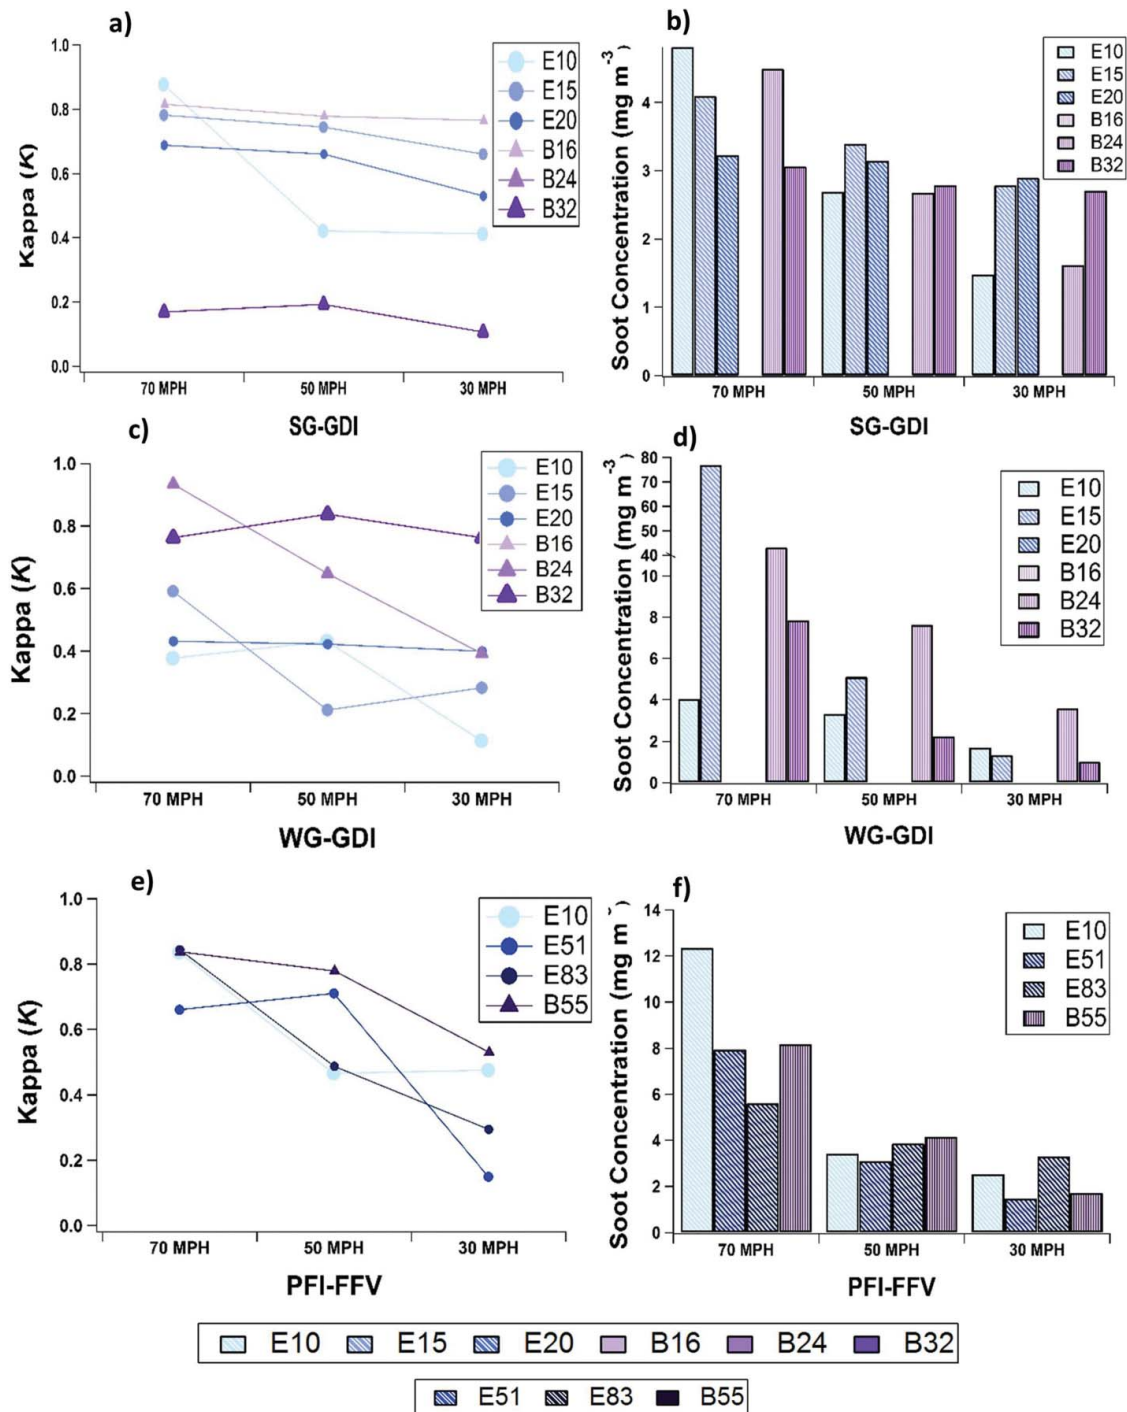 a)
Kappa (K)
1.0
0.8
0.6
0.4
0.2
0.0
E10
E15
E20
B16
B24
B32
70 MPH 50 MPH 30 MPH
SG-GDI
b)
Soot Concentration (mg m-3)
4
3
2
1
0
E10
E15
E20
B16
B24
B32
70 MPH 50 MPH 30 MPH
SG-GDI
c)
Kappa (K)
1.0
0.8
0.6
0.4
0.2
0.0
E10
E15
E20
B16
B24
B32
70 MPH 50 MPH 30 MPH
WG-GDI
d)
Soot Concentration (mg m-3)
80
70
60
50
40
10
8
6
4
2
0
E10
E15
E20
B16
B24
B32
70 MPH 50 MPH 30 MPH
WG-GDI
e)
Kappa (K)
1.0
0.8
0.6
0.4
0.2
0.0
E10
E51
E83
B55
70 MPH 50 MPH 30 MPH
PFI-FFV
f)
Soot Concentration (mg m )
14
12
10
8
6
4
2
0
E10
E51
E83
B55
70 MPH 50 MPH 30 MPH
PFI-FFV
E10 E15 E20 B16 B24 B32
E51 E83 B55